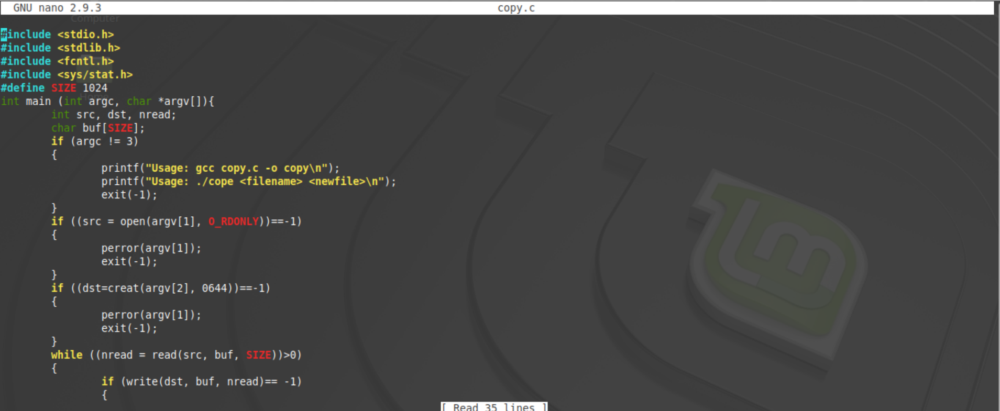 GNU nano 2.9.3 copy.c
Computer
#include <stdio.h>
#include <stdlib.h>
#include <fcntl.h>
#include <sys/stat.h>
#define SIZE 1024
Home
int main (int argc, char *argv[]){
int src, dst, nread;
char buf[SIZE];
if (argc != 3)
{
printf("Usage: gcc copy.c -o copy\n");
printf("Usage: ./cope <filename> <newfile>\n");
exit(-1);
}
if ((src = open(argv[1], O_RDONLY))==-1)
{
perror(argv[1]);
exit(-1);
}
if ((dst=creat(argv[2], 0644))==-1)
{
perror(argv[1]);
exit(-1);
}
while ((nread = read(src, buf, SIZE))>0)
{
if (write(dst, buf, nread)== -1)
{
[ Read 35 lines ]